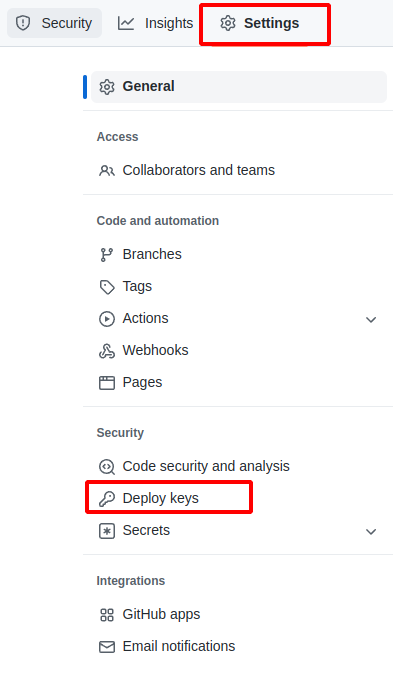 Security Insights Settings
General
Access
Collaborators and teams
Code and automation
Branches
Tags
Actions
Webhooks
Pages
Security
Code security and analysis
Deploy keys
Secrets
Integrations
GitHub apps
Email notifications